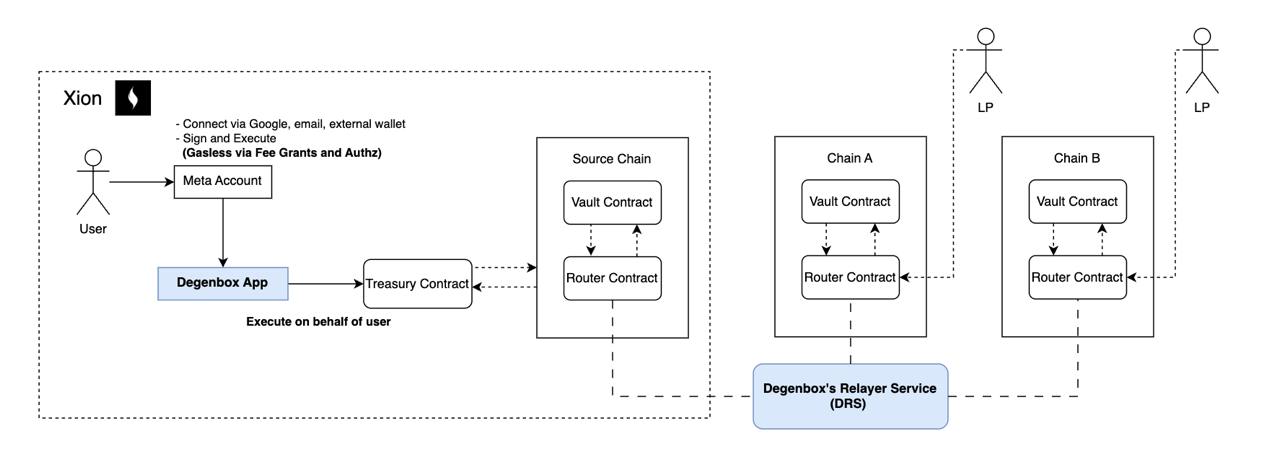 Xion
- Connect via Google, email, external wallet
- Sign and Execute
(Gasless via Fee Grants and Authz)
User
Meta Account
Degenbox App
Treasury Contract
Execute on behalf of user
Source Chain
Vault Contract
Router Contract
LP
Chain A
Vault Contract
Router Contract
LP
Chain B
Vault Contract
Router Contract
Degenbox's Relayer Service
(DRS)